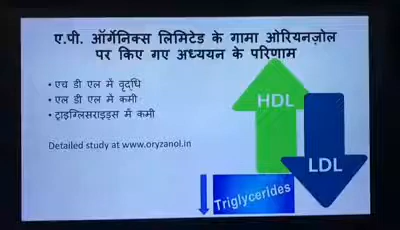 ए.पी. ऑर्गेनिक्स लिमिटेड के गामा ओरियनज़ोल
पर किए गए अध्ययन के परिणाम
• एच डी एल में वृद्धि
• एल डी एल में कमी
• ट्राइग्लिसराइड्स में कमी
Detailed study at www.oryzanol.in
HDL
LDL
Triglycerides